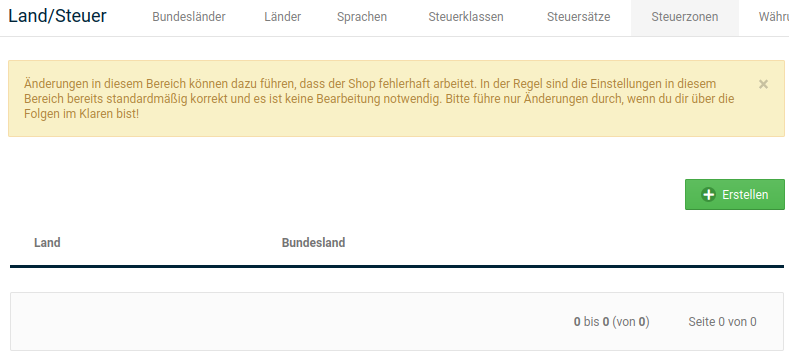 Land/Steuer Bundesländer Länder Sprachen Steuerklassen Steuersätze Steuerzonen
Änderungen in diesem Bereich können dazu führen, dass der Shop fehlerhaft arbeitet. In der Regel sind die Einstellungen in diesem
Bereich bereits standardmäßig korrekt und es ist keine Bearbeitung notwendig. Bitte führe nur Änderungen durch, wenn du dir über die
Folgen im Klaren bist!
Erstellen
Land Bundesland
0 bis 0 (von 0) Seite 0 von 0